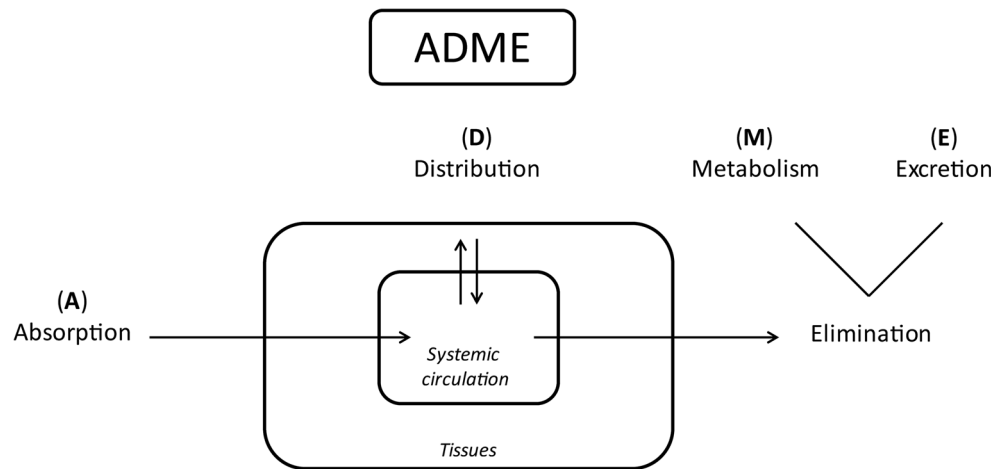 ADME
(D)
Distribution
(M)
Metabolism
(E)
Excretion
(A)
Absorption
Systemic
circulation
Elimination
Tissues